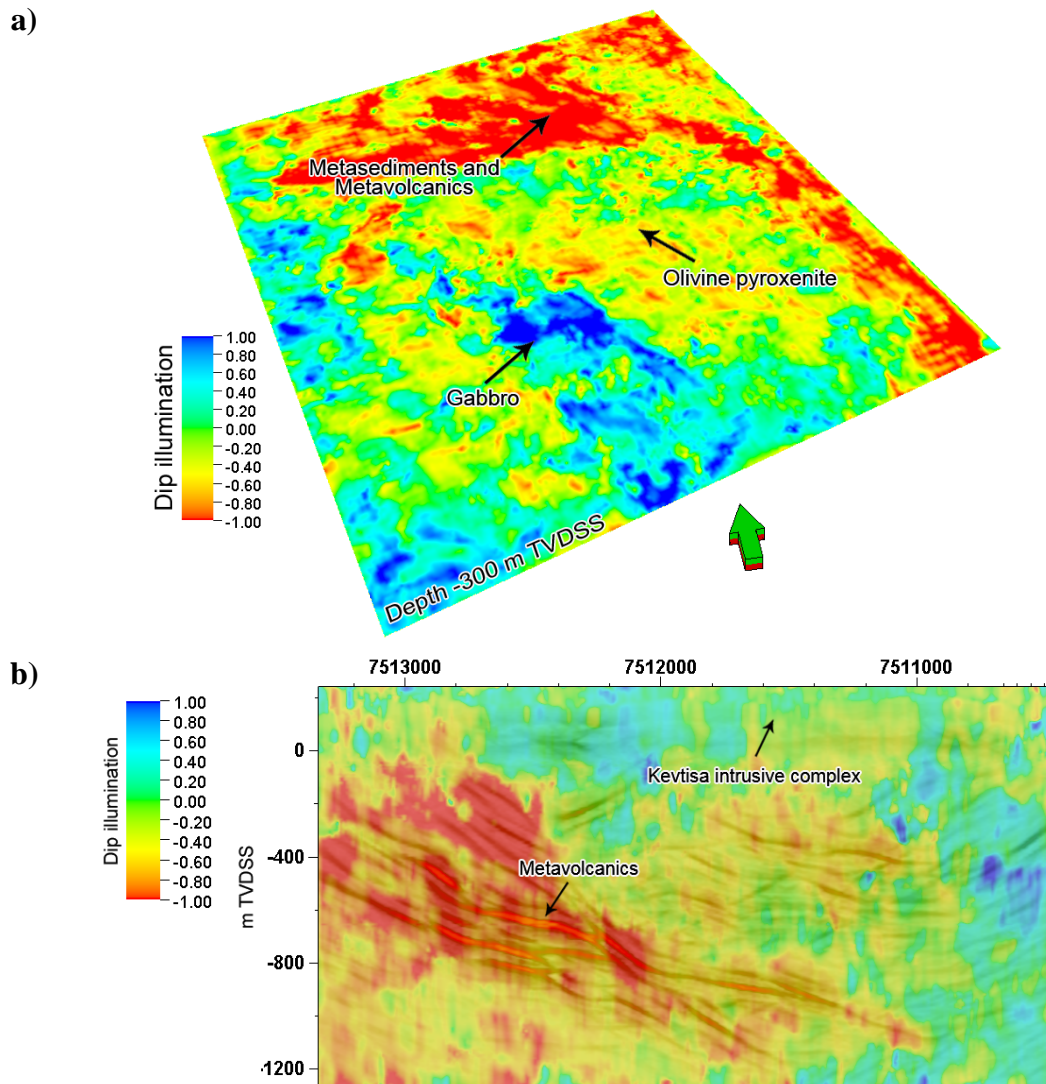 a)
Metasediments and
Metavolcanics
Olivine pyroxenite
Gabbro
Dip illumination
1.00
0.80
0.60
0.40
0.20
0.00
-0.20
-0.40
-0.60
-0.80
-1.00
Depth -300 m TVDSS
b)
7513000 7512000 7511000
Dip illumination
1.00
0.80
0.60
0.40
0.20
0.00
-0.20
-0.40
-0.60
-0.80
-1.00
m TVDSS
0
-400
-800
-1200
Kevtisa intrusive complex
Metavolcanics